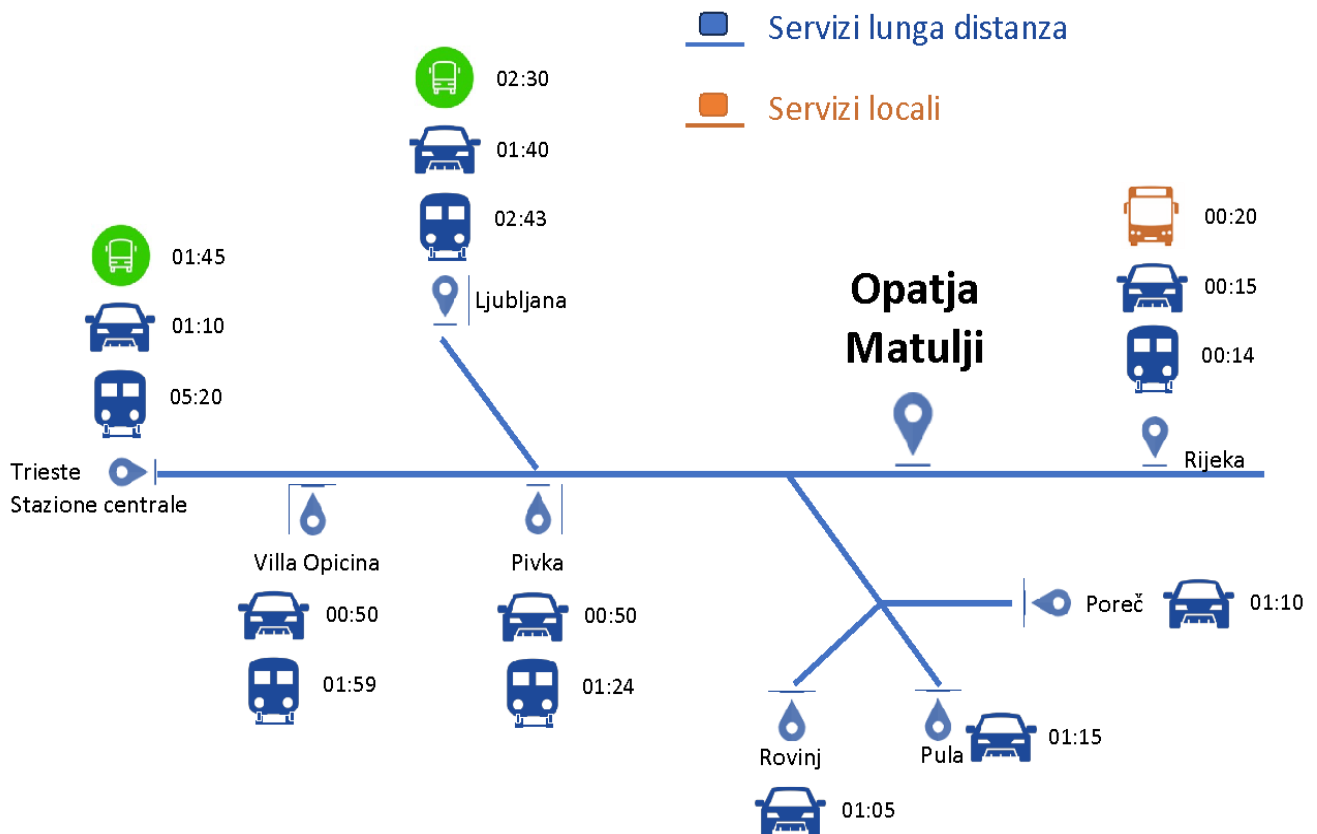 Servizi lunga distanza
Servizi locali
02:30
01:40
02:43
Ljubljana
01:45
01:10
05:20
Trieste
Stazione centrale
Opatja
Matulji
00:20
00:15
00:14
Rijeka
Villa Opicina
00:50
01:59
Pivka
00:50
01:24
Poreč
01:10
Rovinj
01:05
Pula
01:15